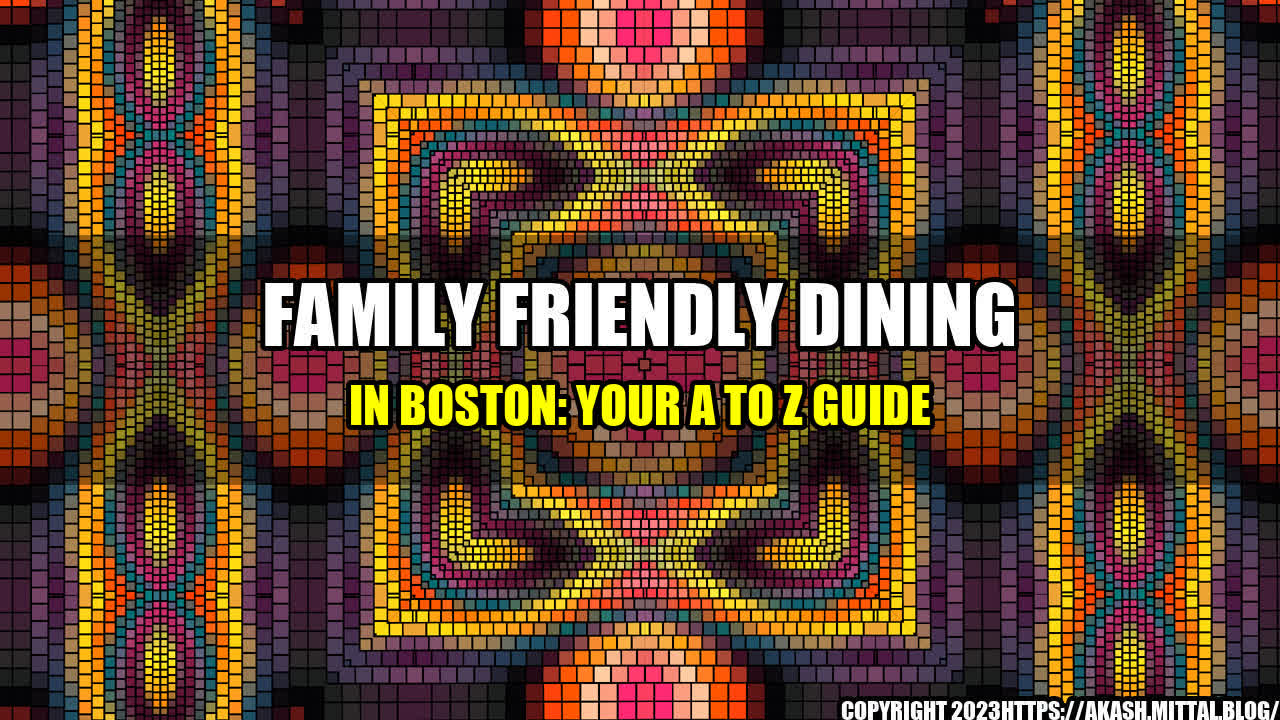 FAMILY FRIENDLY DINING
IN BOSTON: YOUR A TO Z GUIDE
COPYRIGHT 2023HTTPS://AKASH.MITTAL.BLOG/